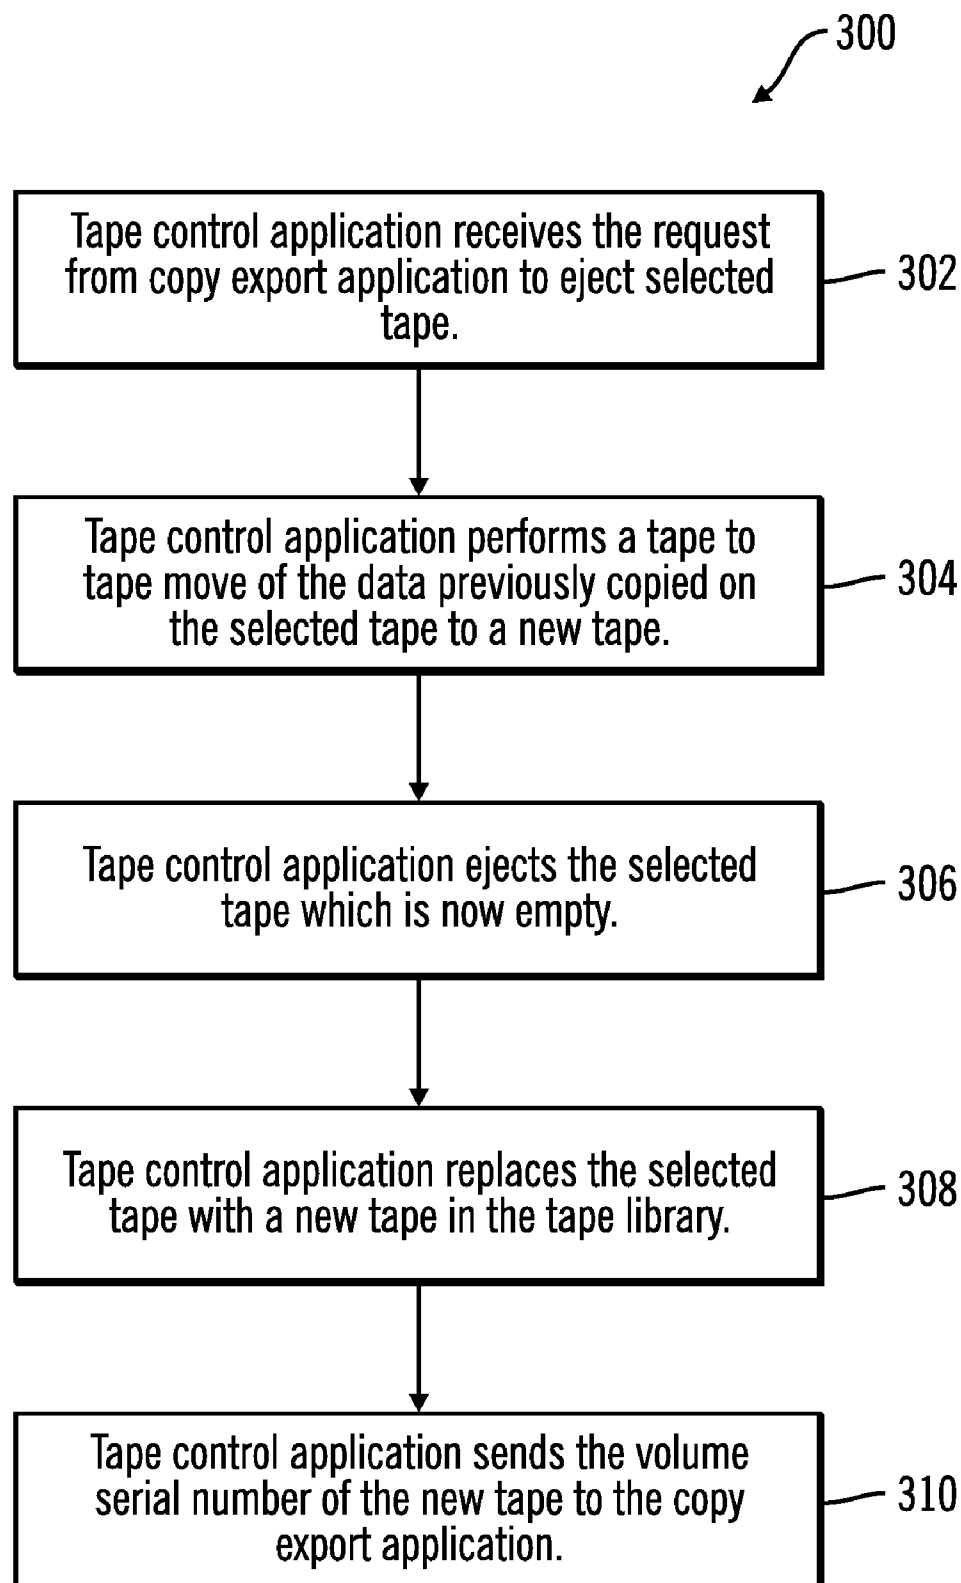 300
Tape control application receives the request
from copy export application to eject selected
tape.
302
Tape control application performs a tape to
tape move of the data previously copied on
the selected tape to a new tape.
304
Tape control application ejects the selected
tape which is now empty.
306
Tape control application replaces the selected
tape with a new tape in the tape library.
308
Tape control application sends the volume
serial number of the new tape to the copy
export application.
310